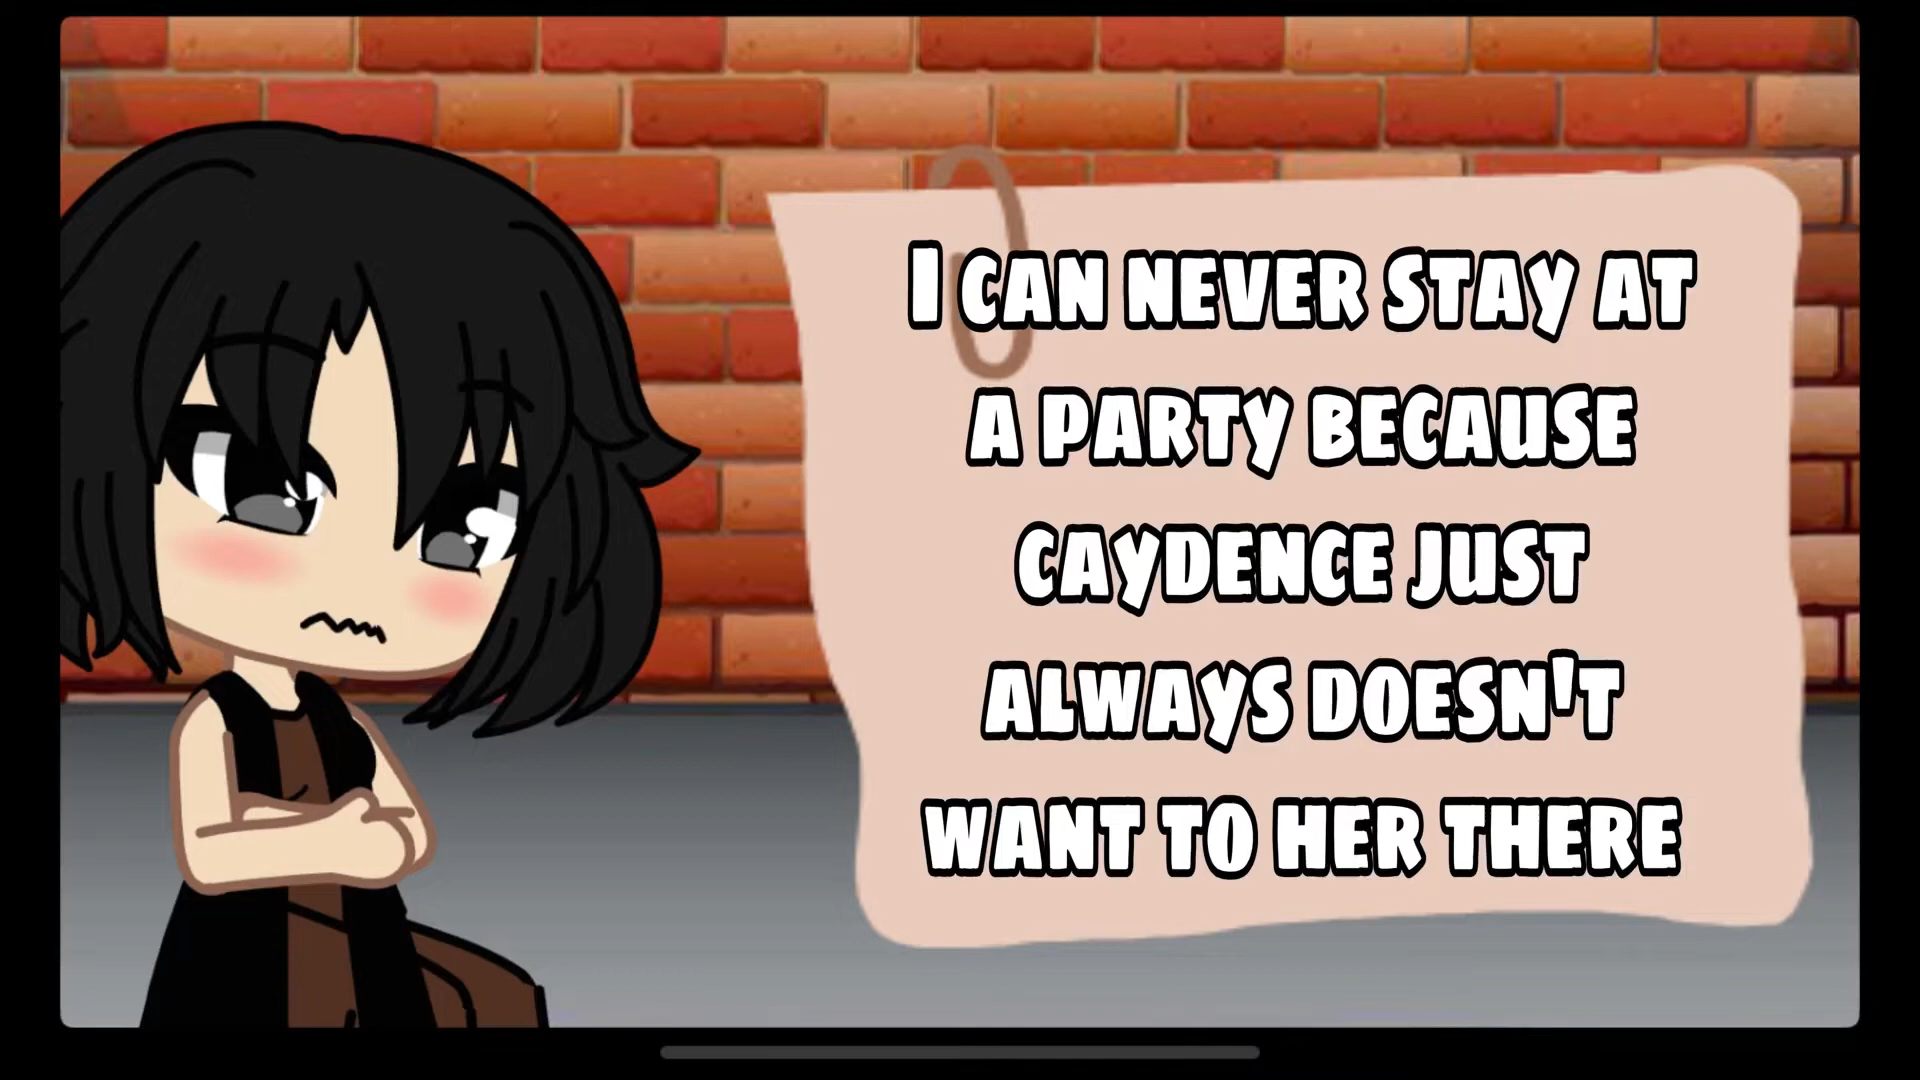 I can never stay at
a party because
Caydence just
always doesn't
want to her there